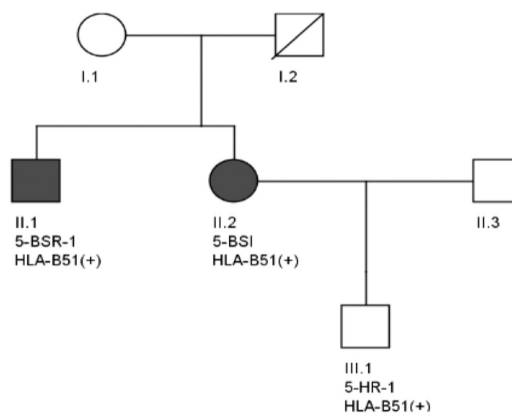 I.1
I.2
II.1
5-BSR-1
HLA-B51(+)
II.2
5-BSI
HLA-B51(+)
II.3
III.1
5-HR-1
HLA-B51(+)